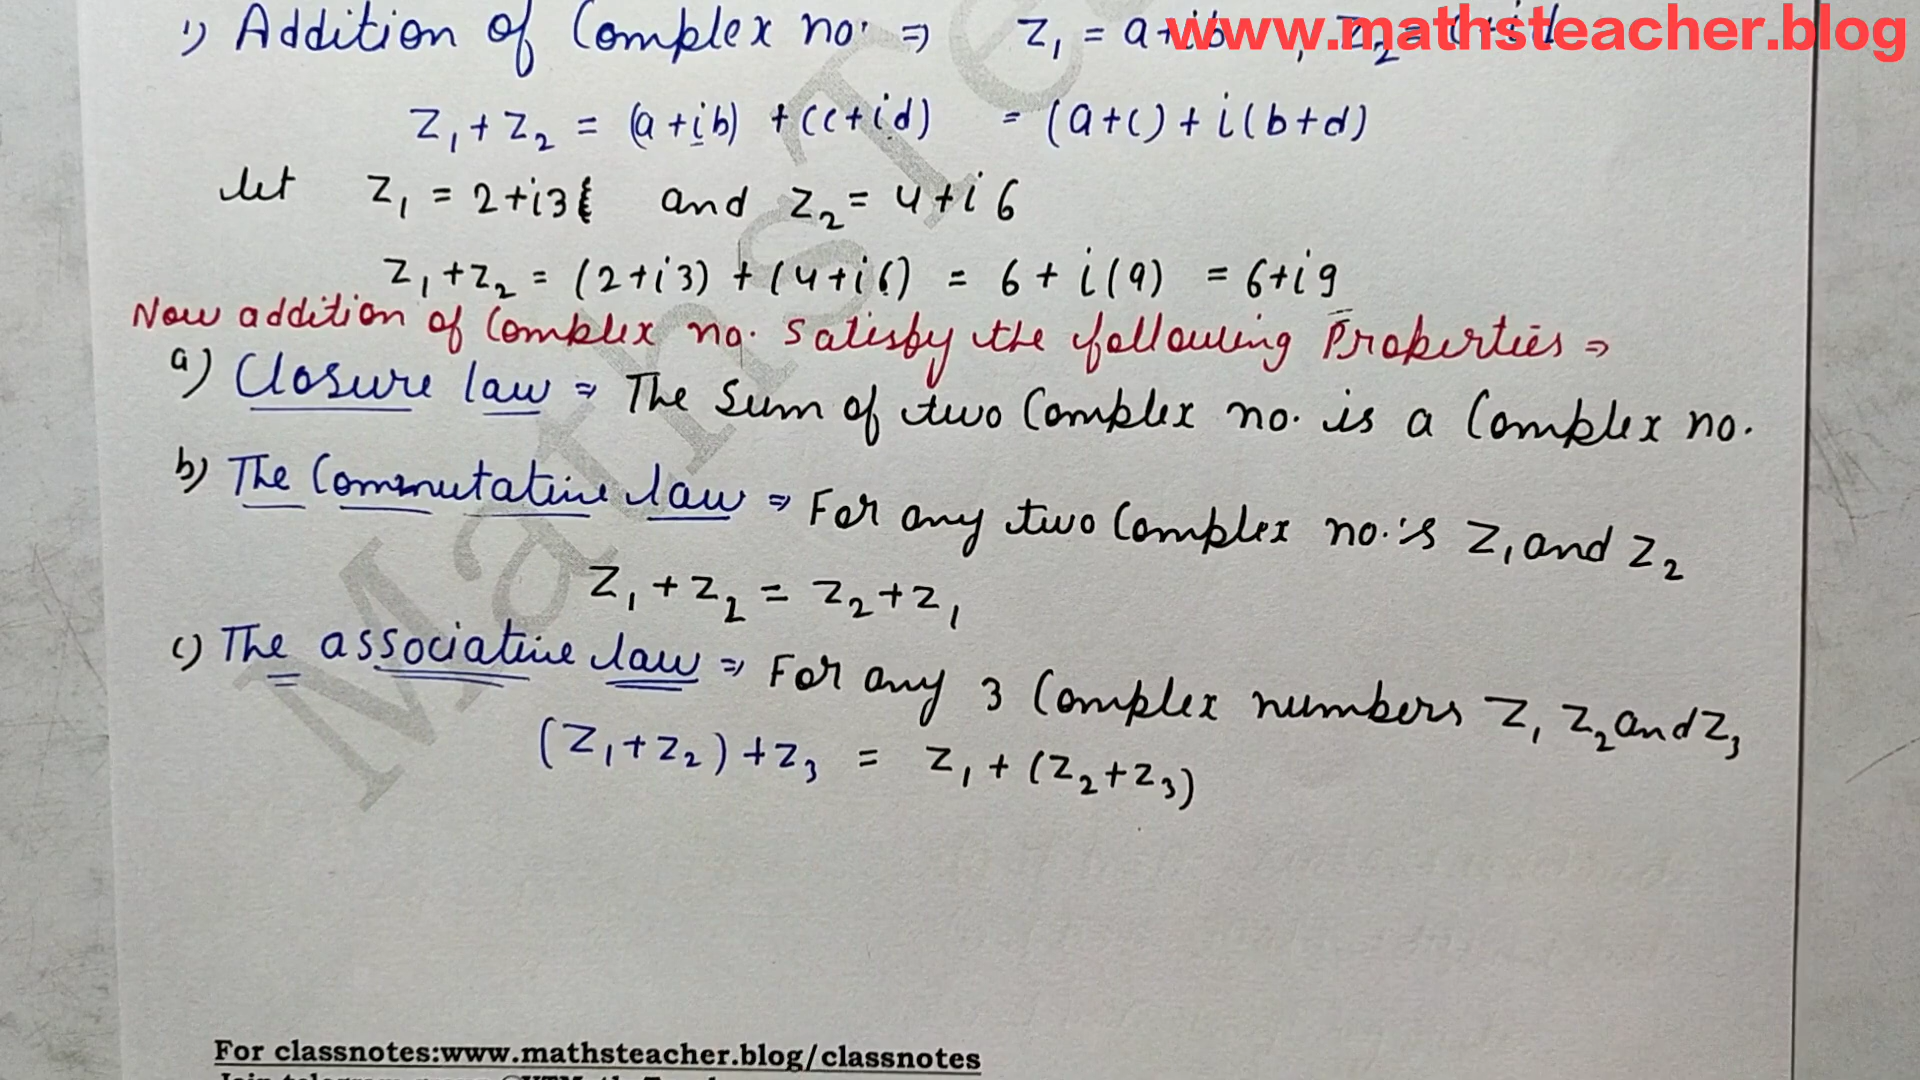 1) Addition of Complex no. ⇒ Z₁ = a+ib , Z₂ = c+id
www.mathsteacher.blog
Z₁+Z₂ = (a+ib) +(c+id) = (a+c)+i(b+d)
let Z₁ = 2+i3 and Z₂ = 4+i6
Z₁+Z₂ = (2+i3)+(4+i6) = 6+i(9) = 6+i9
Now addition of Complex no. Satisfy the following Properties ⇒
a) Closure law ⇒ The Sum of two Complex no. is a Complex no.
b) The Commutative law ⇒ For any two Complex no.'s Z₁ and Z₂
Z₁+Z₂ = Z₂+Z₁
c) The associative law ⇒ For any 3 Complex numbers Z₁ Z₂ and Z₃
(Z₁+Z₂)+Z₃ = Z₁+(Z₂+Z₃)
MathsTe
For classnotes:www.mathsteacher.blog/classnotes